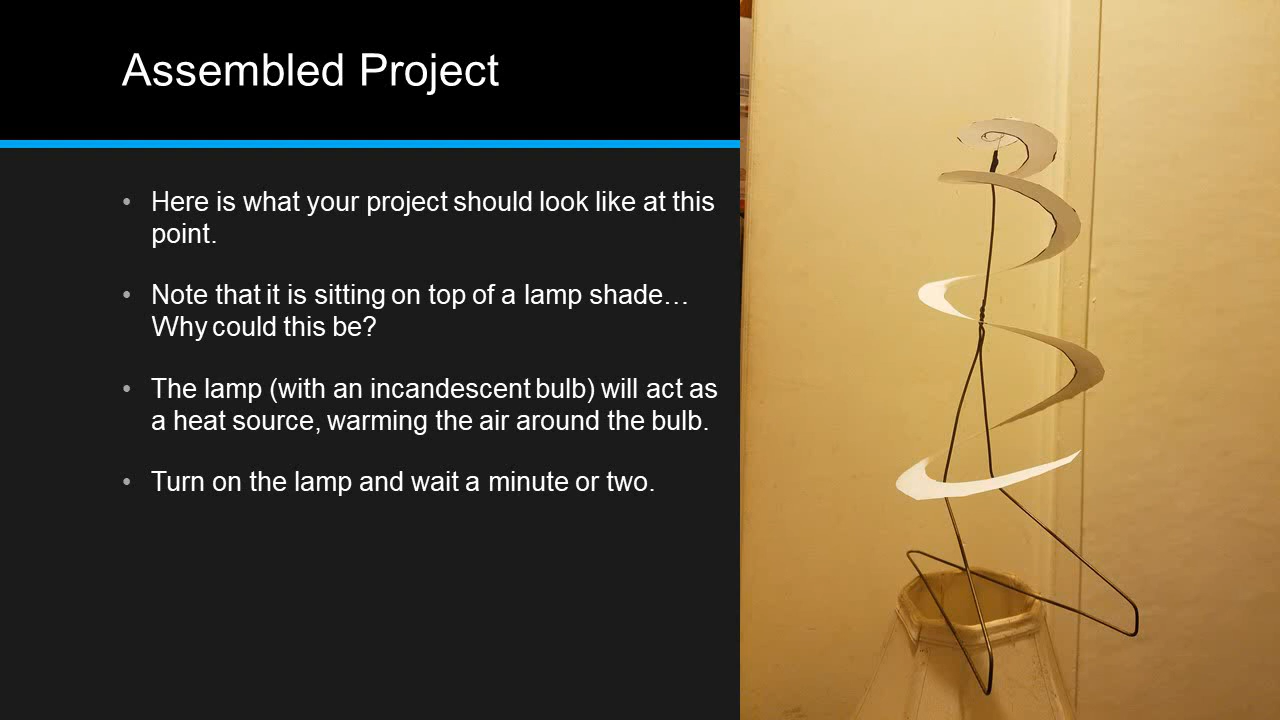 Assembled Project
• Here is what your project should look like at this
point.
• Note that it is sitting on top of a lamp shade…
Why could this be?
• The lamp (with an incandescent bulb) will act as
a heat source, warming the air around the bulb.
• Turn on the lamp and wait a minute or two.